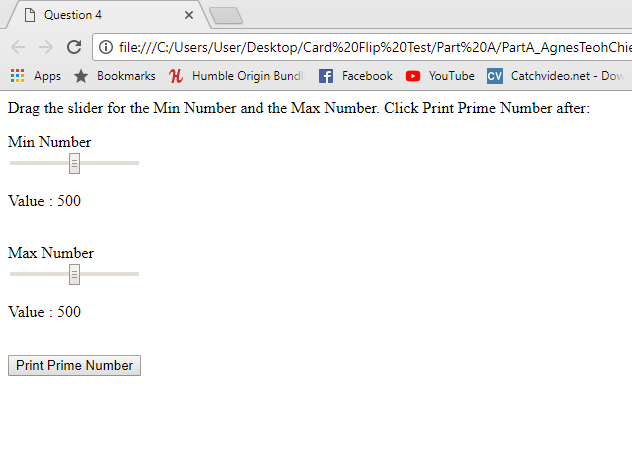 Question 4
file:///C:/Users/User/Desktop/Card%20Flip%20Test/Part%20A/PartA_AgnesTeohChie
Apps Bookmarks Humble Origin Bund Facebook YouTube Catchvideo.net - Dow
Drag the slider for the Min Number and the Max Number. Click Print Prime Number after:
Min Number
Value : 500
Max Number
Value : 500
Print Prime Number